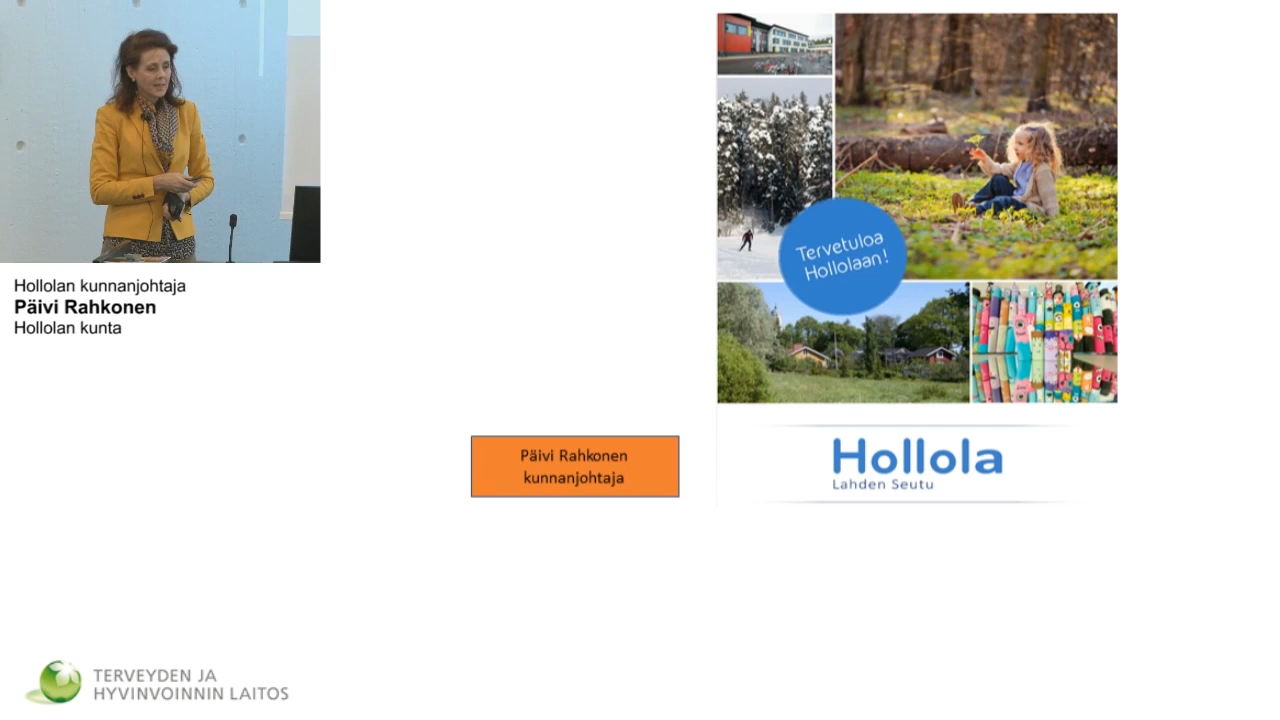 Hollolan kunnanjohtaja
Päivi Rahkonen
Hollolan kunta
Tervetuloa
Hollolaan!
Päivi Rahkonen
kunnanjohtaja
Hollola
Lahden Seutu
TERVEYDEN JA
HYVINVOINNIN LAITOS